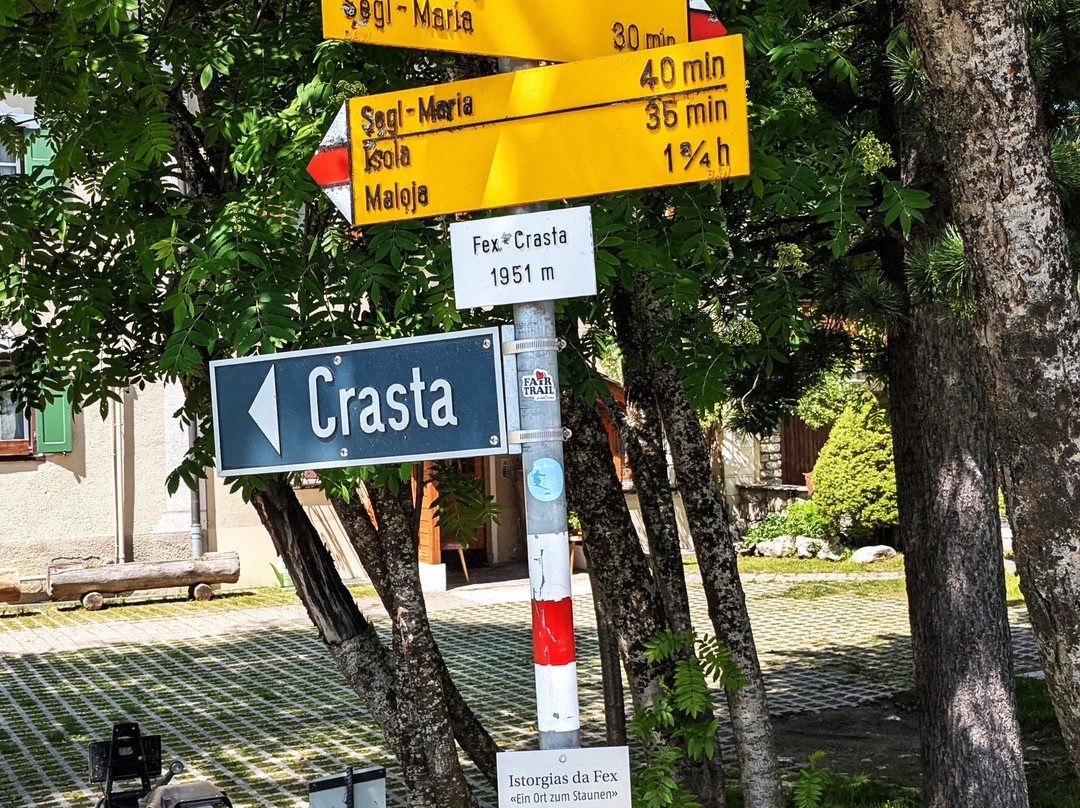 Segl-Maria 30 min
Segl-Maria 40 min
Isola 35 min
Maloja 1¾ h
Fex Crasta
1951 m
Crasta
FAIR
TRAIL
Istorgias da Fex
«Ein Ort zum Staunen»